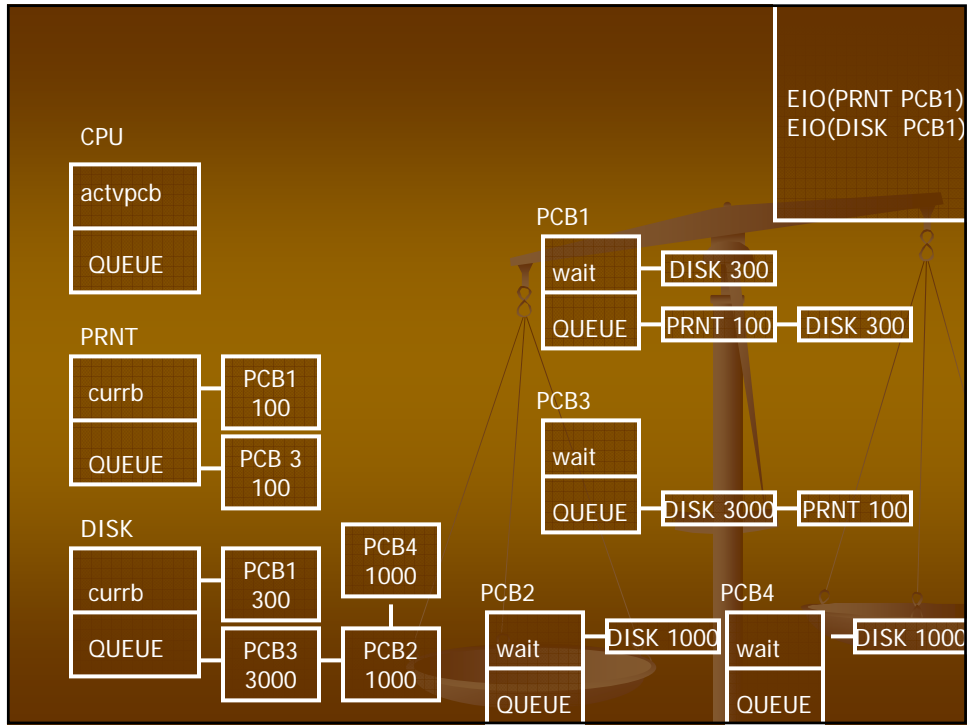 EIO(PRNT PCB1)
EIO(DISK PCB1)
CPU
actvpcb
QUEUE
PCB1
wait
DISK 300
QUEUE
PRNT 100
DISK 300
PRNT
currb
PCB1
100
QUEUE
PCB 3
100
PCB3
wait
QUEUE
DISK 3000
PRNT 100
DISK
currb
PCB1
300
PCB4
1000
QUEUE
PCB3
3000
PCB2
1000
PCB2
wait
DISK 1000
QUEUE
PCB4
wait
DISK 1000
QUEUE